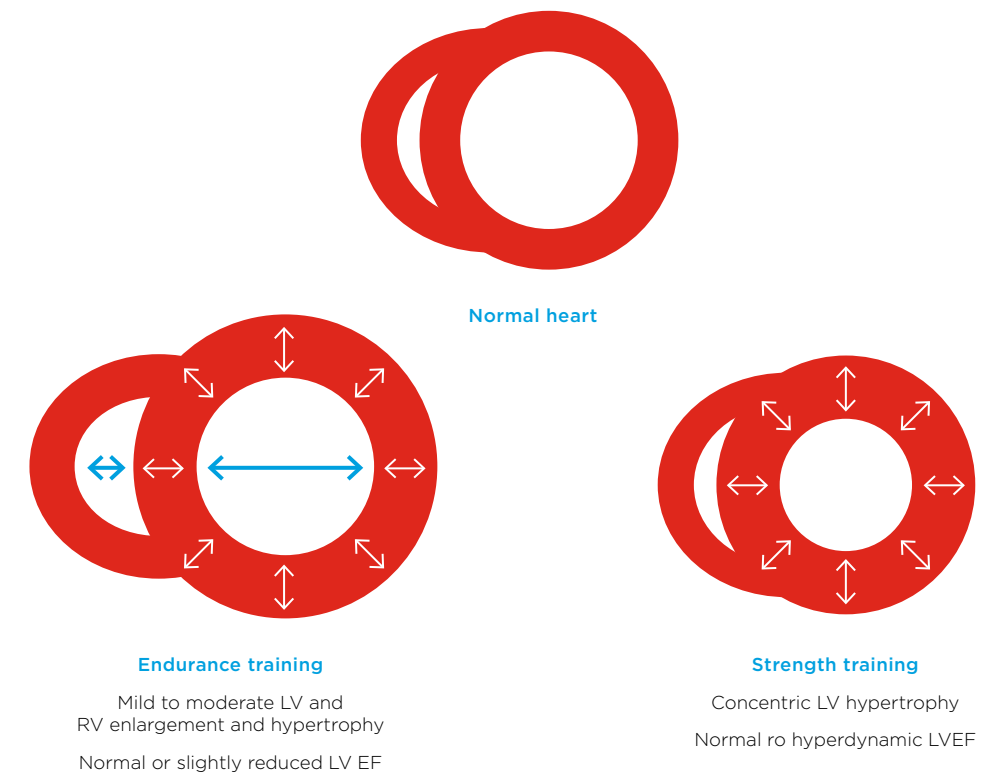 Normal heart
Endurance training
Mild to moderate LV and
RV enlargement and hypertrophy
Normal or slightly reduced LV EF
Strength training
Concentric LV hypertrophy
Normal ro hyperdynamic LVEF